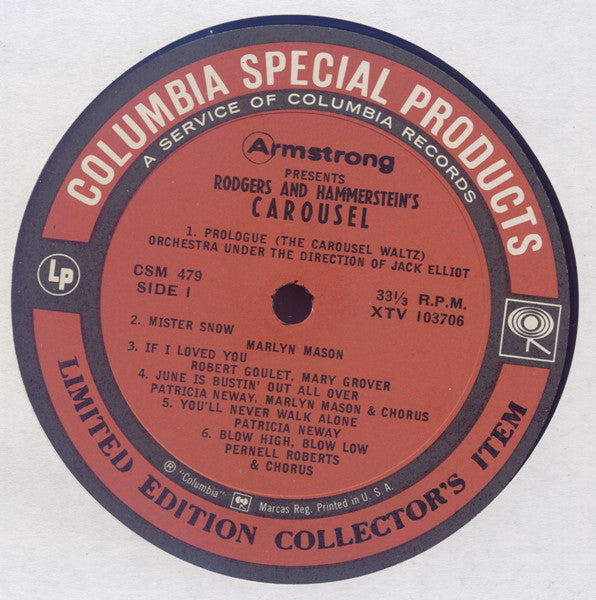 COLUMBIA SPECIAL PRODUCTS
A SERVICE OF COLUMBIA RECORDS
Armstrong
PRESENTS
RODGERS AND HAMMERSTEIN'S
CAROUSEL
1. PROLOGUE (THE CAROUSEL WALTZ)
ORCHESTRA UNDER THE DIRECTION OF JACK ELLIOT
LP
CSM 479
SIDE I
33⅓ R.P.M.
XTV 103706
2. MISTER SNOW
MARLYN MASON
3. IF I LOVED YOU
ROBERT GOULET, MARY GROVER
4. JUNE IS BUSTIN' OUT ALL OVER
PATRICIA NEWAY, MARLYN MASON & CHORUS
5. YOU'LL NEVER WALK ALONE
PATRICIA NEWAY
6. BLOW HIGH, BLOW LOW
PERNELL ROBERTS
& CHORUS
® "Columbia" Marcas Reg. Printed in U. S. A.
LIMITED EDITION COLLECTOR'S ITEM